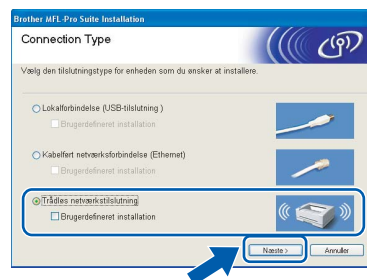 Brother MFL-Pro Suite Installation
Connection Type
Vælg den tilslutningstype for enheden som du ønsker at installere.
Lokalforbindelse (USB-tilslutning )
Brugerdefineret installation
Kabelført netværksforbindelse (Ethernet)
Brugerdefineret installation
Trådløs netværkstilslutning
Brugerdefineret installation
Næste >
Annuller